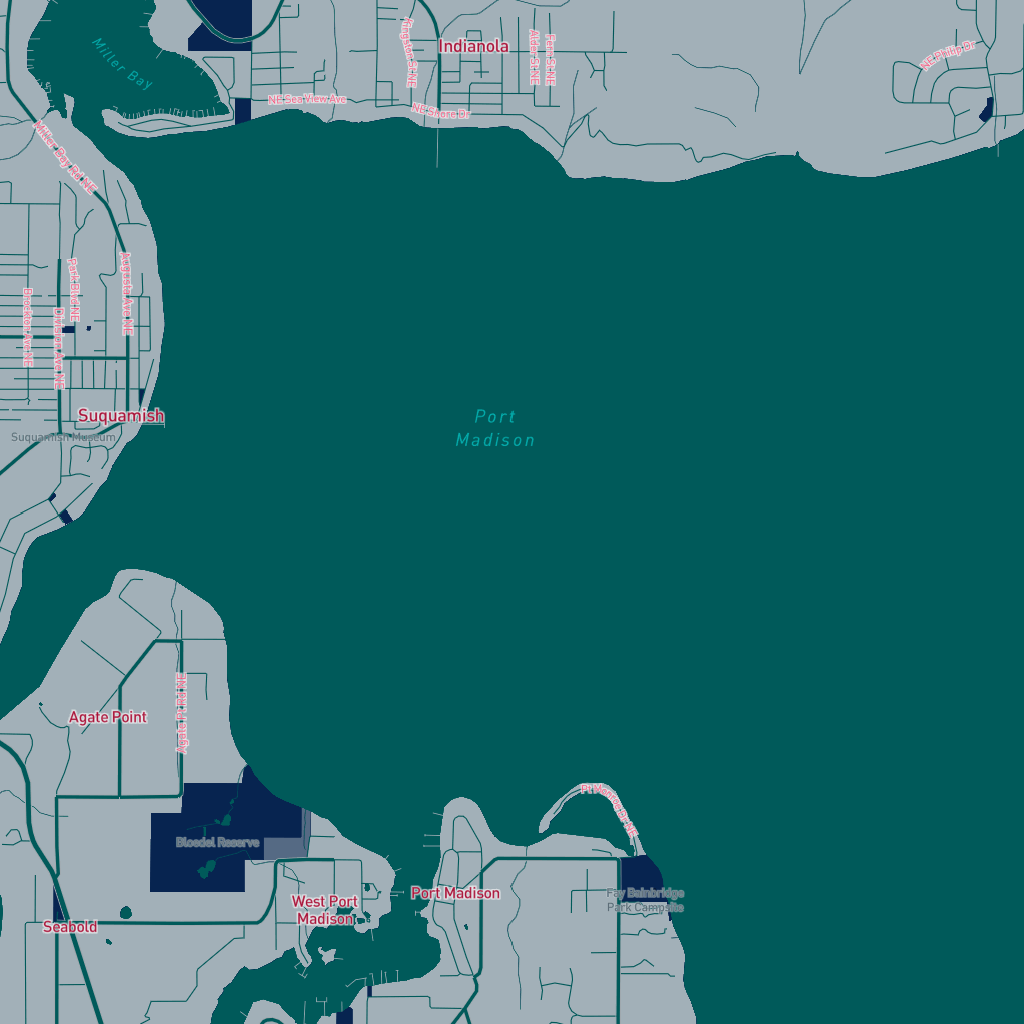 Indianola
Kingston St NE
Alder St NE
Fern St NE
NE Philip Dr
Miller Bay
NE Sea View Ave
NE Shore Dr
Miller Bay Rd NE
Park Blvd NE
Augusta Ave NE
Brockton Ave NE
Division Ave NE
Suquamish
Suquamish Museum
Port
Madison
Agate Point
Agate Pt Rd NE
Pt Monroe Dr NE
Bloedel Reserve
West Port
Madison
Port Madison
Fay Bainbridge
Park Campsite
Seabold